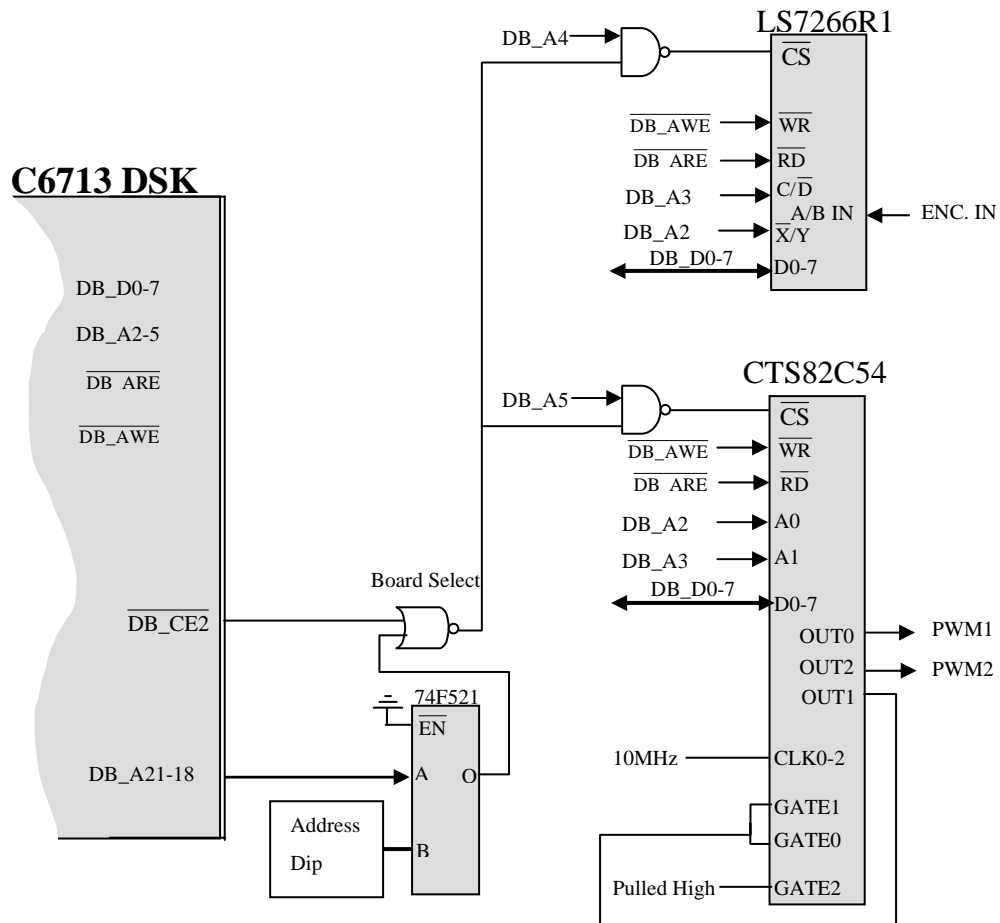 LS7266R1
DB_A4
CS
DB_AWE
WR
DB ARE
RD
DB_A3
C/D
A/B IN
ENC. IN
DB_A2
X/Y
DB_D0-7
D0-7
C6713 DSK
DB_D0-7
DB_A2-5
DB ARE
DB_AWE
DB_CE2
DB_A21-18
Board Select
74F521
EN
A
O
B
Address
Dip
CTS82C54
DB_A5
CS
DB_AWE
WR
DB ARE
RD
DB_A2
A0
DB_A3
A1
DB_D0-7
D0-7
OUT0
PWM1
OUT2
PWM2
OUT1
10MHz
CLK0-2
GATE1
GATE0
Pulled High
GATE2